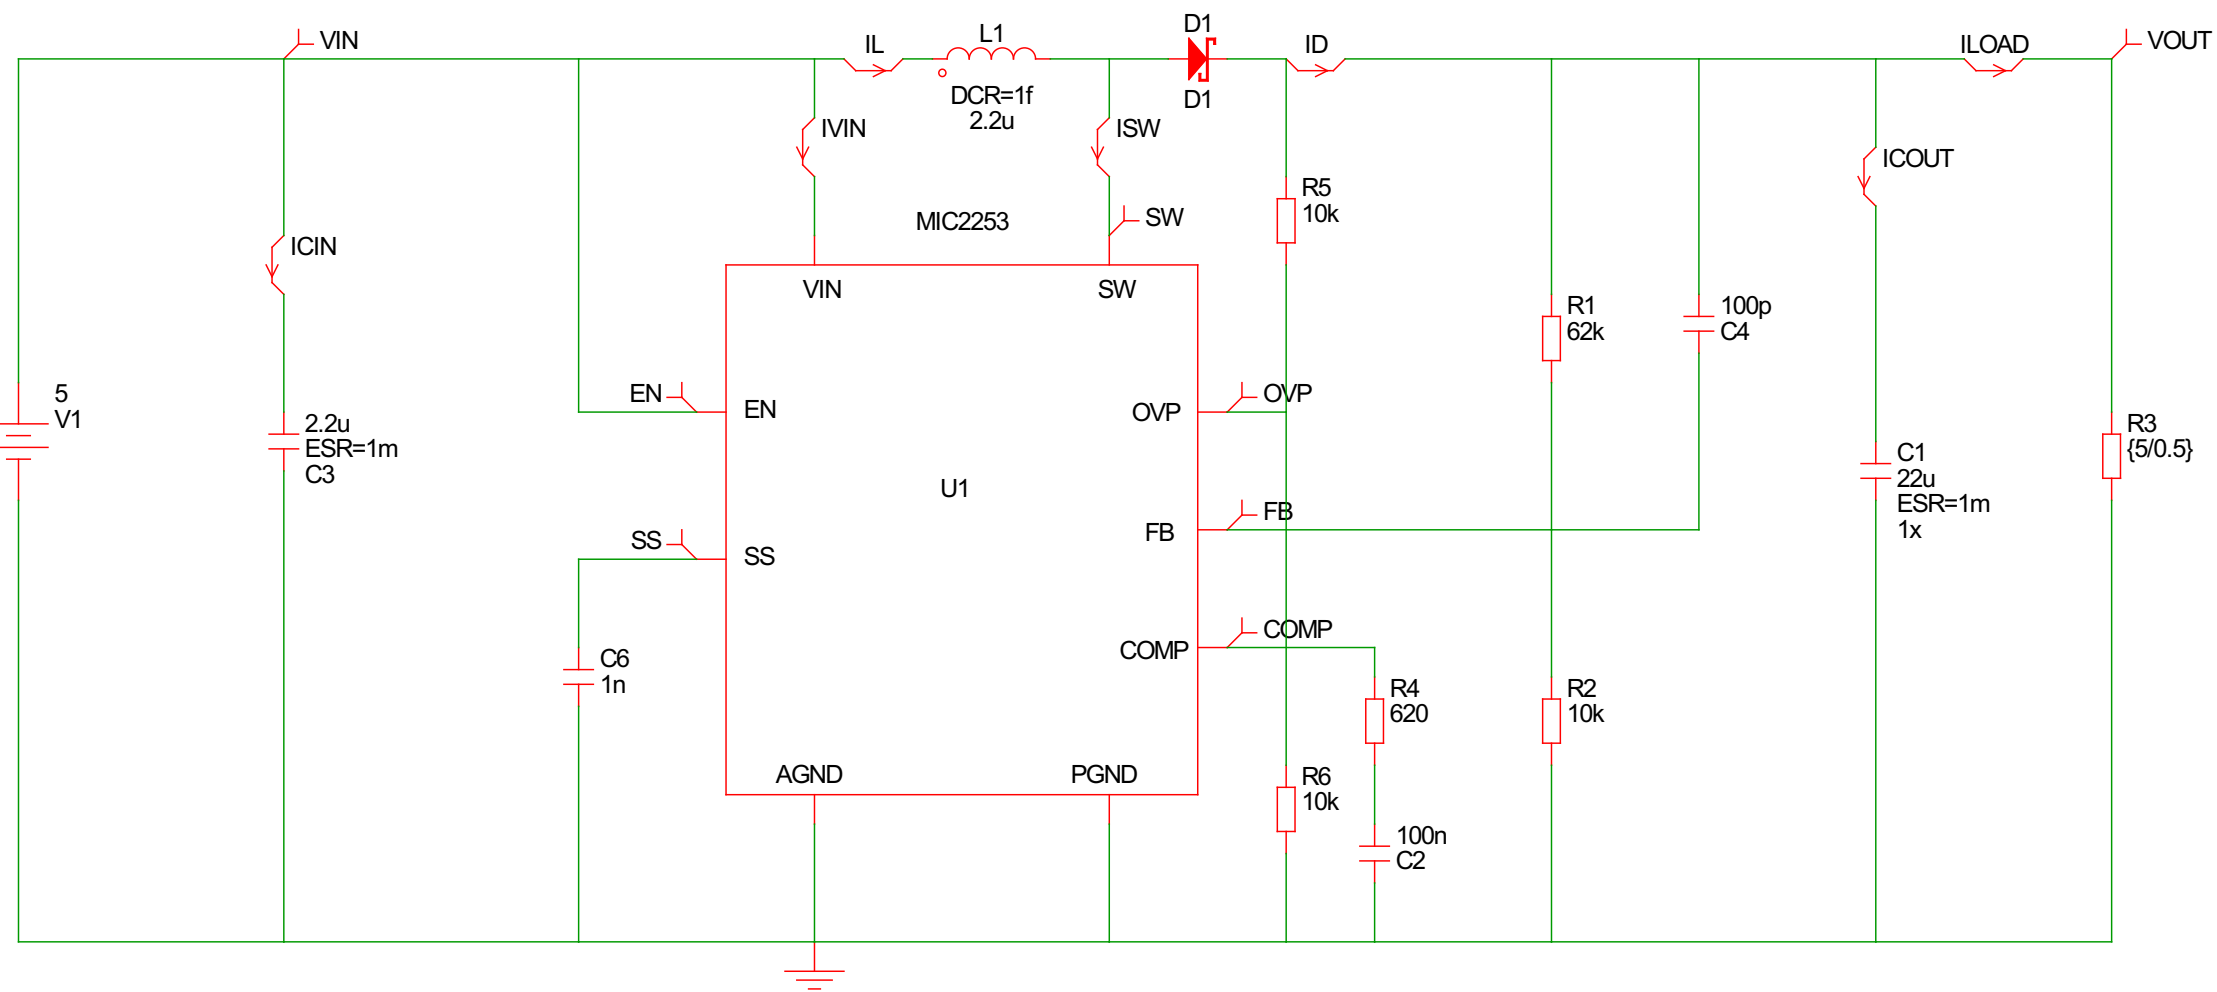 VIN
IL
L1
DCR=1f
2.2u
D1
D1
ID
ILOAD
VOUT
IVIN
ISW
ICOUT
R5
10k
MIC2253
SW
ICIN
VIN
SW
R1
62k
100p
C4
5
V1
EN
EN
OVP
OVP
2.2u
ESR=1m
C3
R3
{5/0.5}
C1
22u
ESR=1m
1x
U1
FB
FB
SS
SS
COMP
COMP
C6
1n
R4
620
R2
10k
AGND
PGND
R6
10k
100n
C2